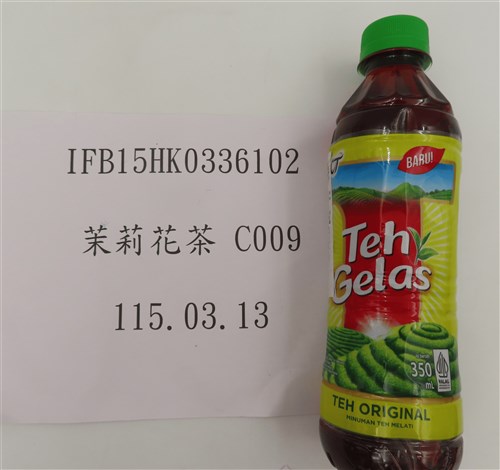 IFB15HK0336102
茉莉花茶 C009
115.03.13
BARU!
Teh
Gelas
350
mL
HALAL
TEH ORIGINAL
MINUMAN TEH MELATI